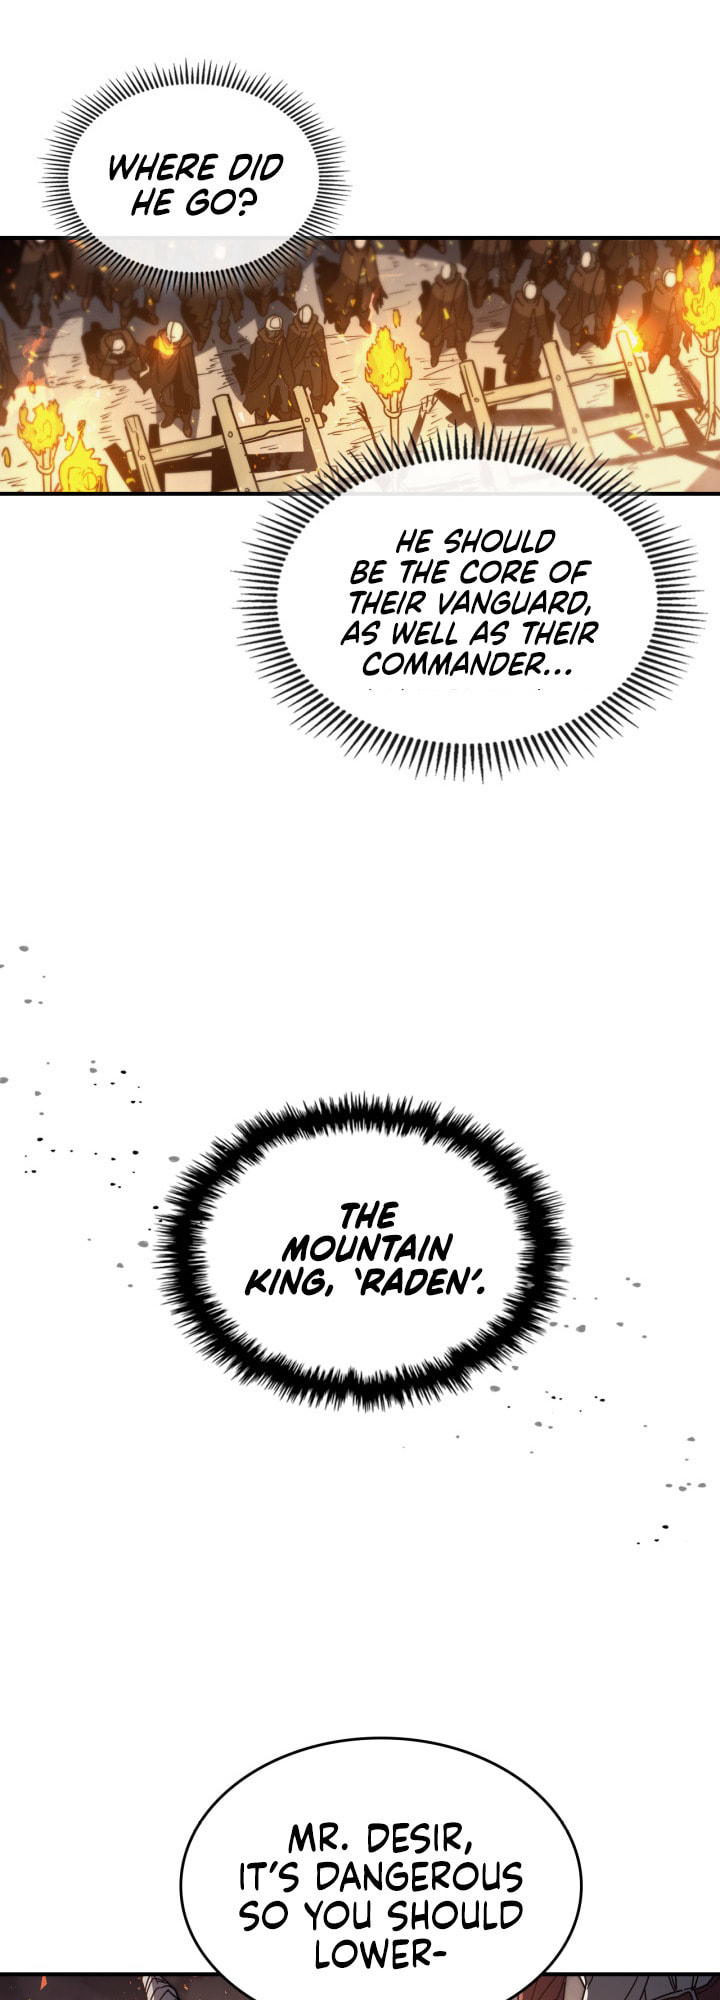 WHERE DID
HE GO?
HE SHOULD
BE THE CORE OF
THEIR VANGUARD,
AS WELL AS THEIR
COMMANDER...
THE
MOUNTAIN
KING, 'RADEN'.
MR. DESIR,
IT'S DANGEROUS
SO YOU SHOULD
LOWER-